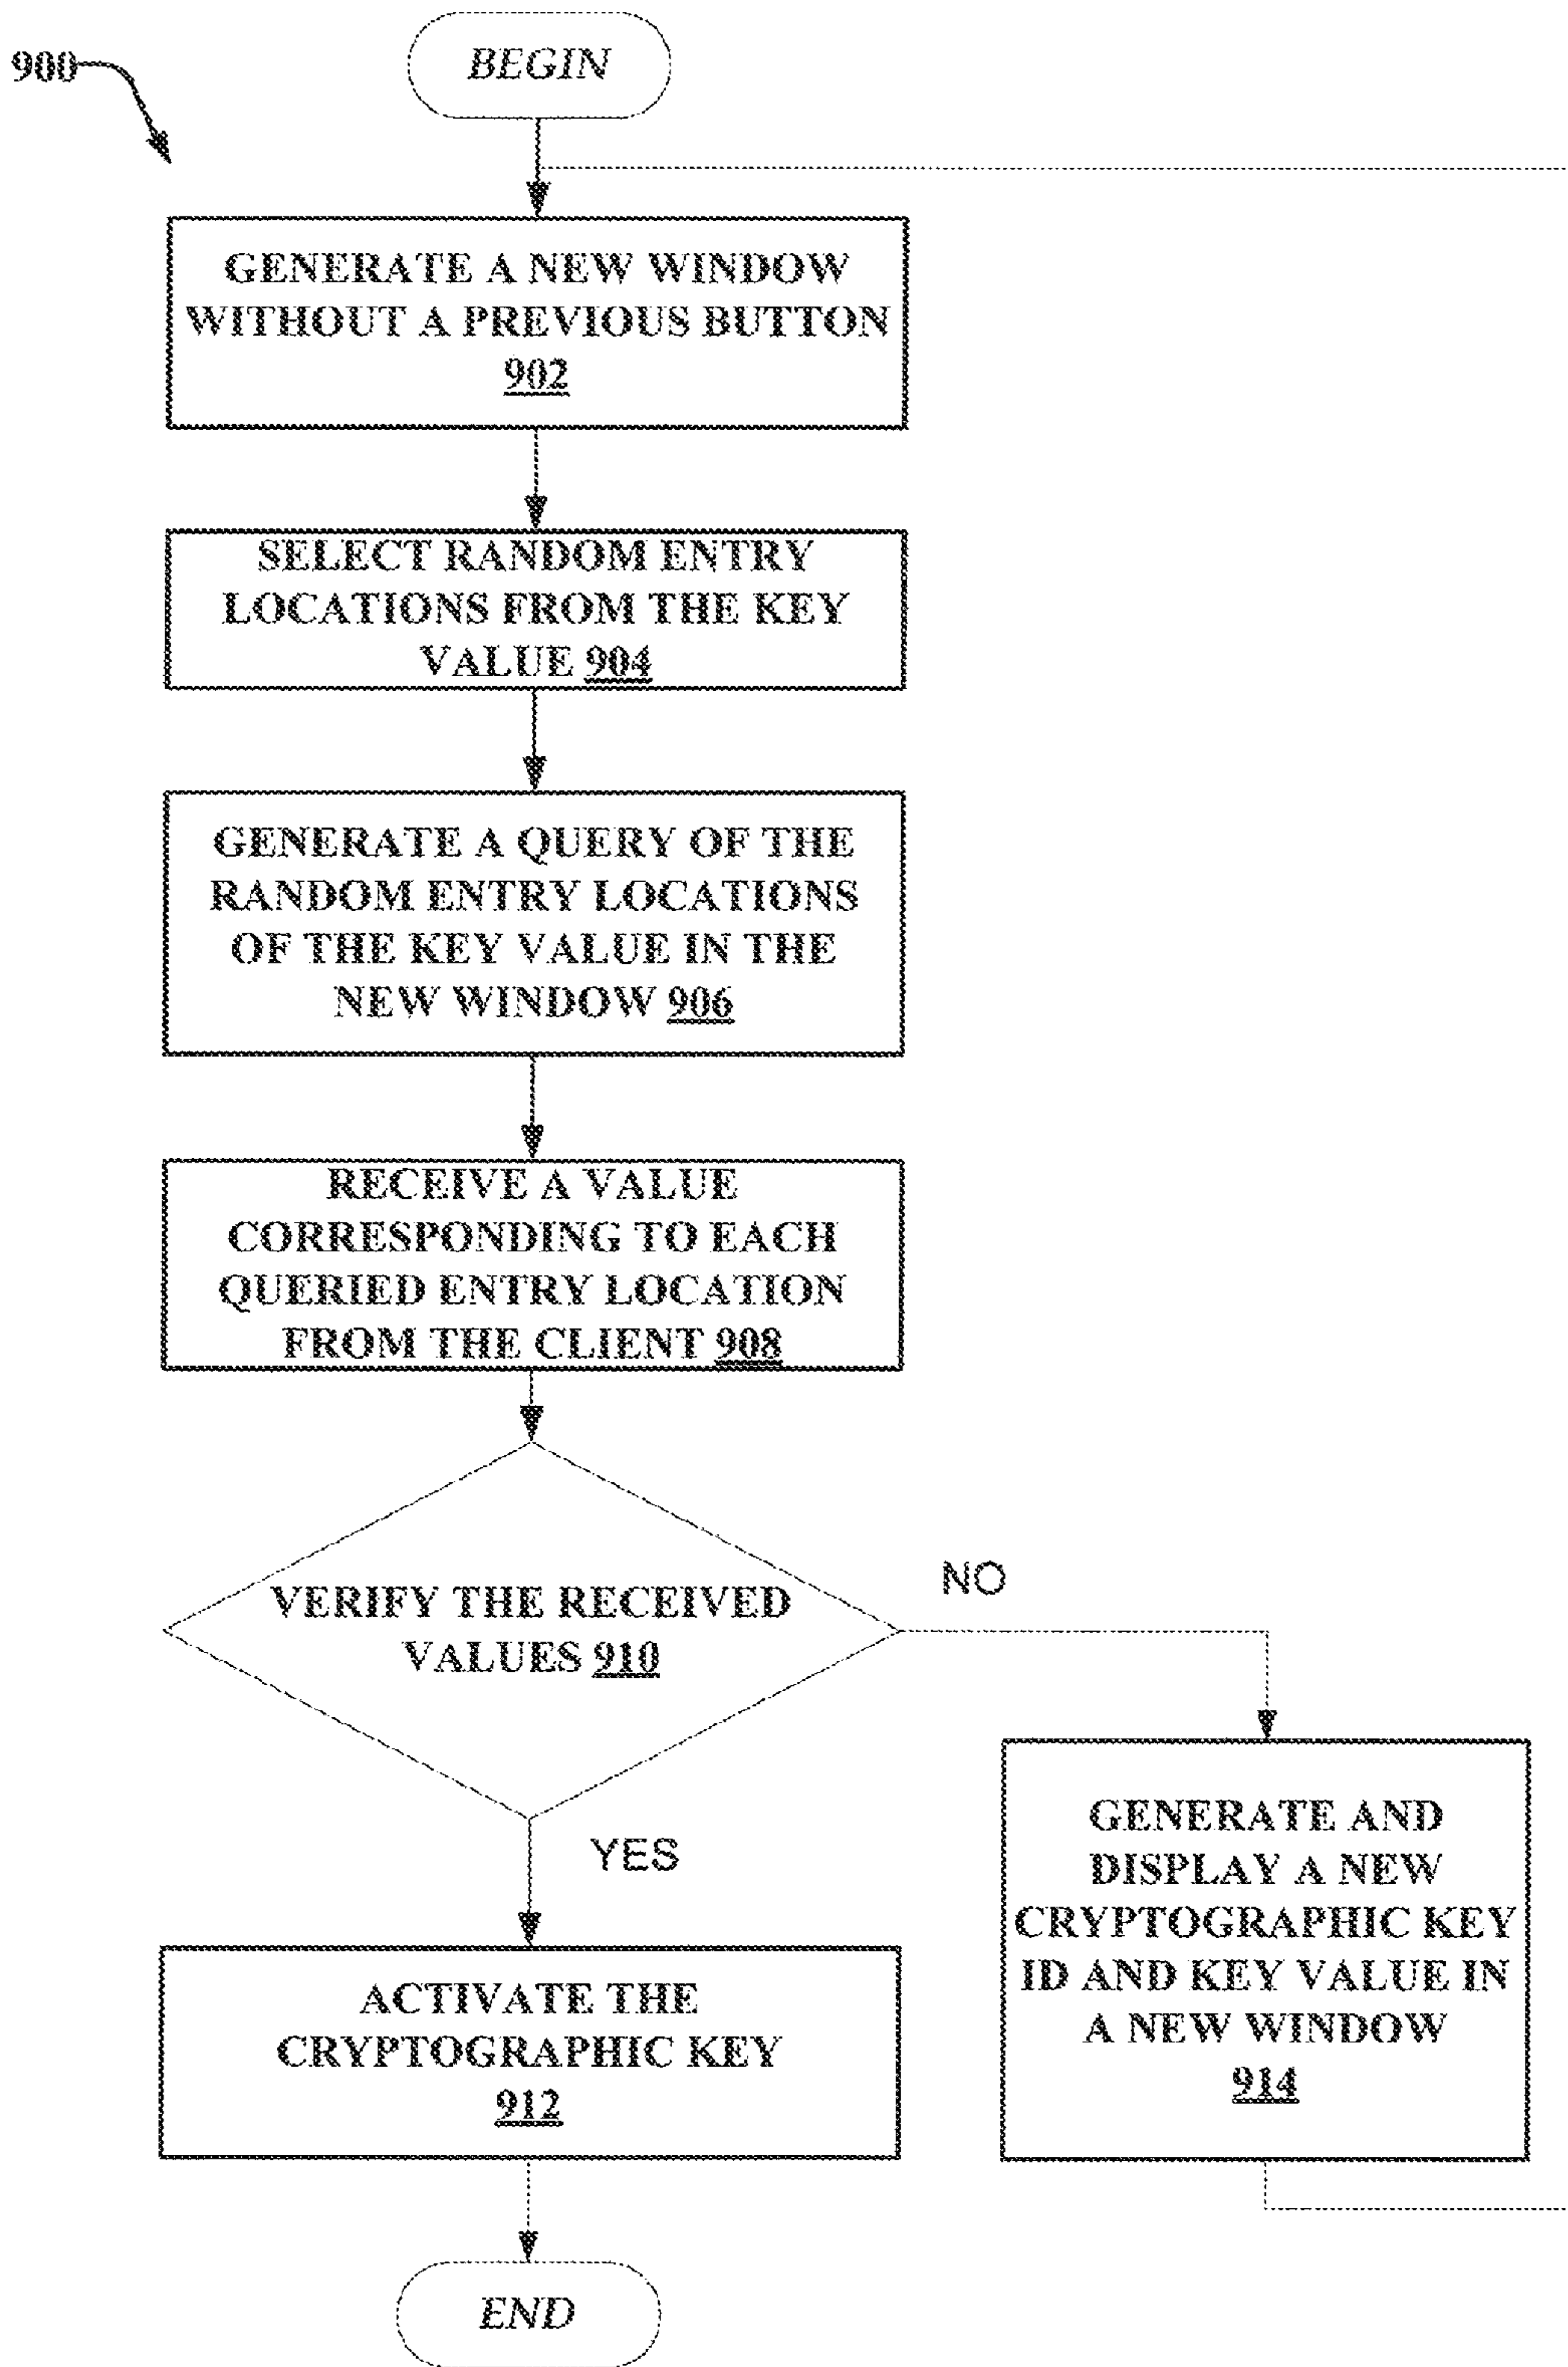 900
BEGIN
GENERATE A NEW WINDOW
WITHOUT A PREVIOUS BUTTON
902
SELECT RANDOM ENTRY
LOCATIONS FROM THE KEY
VALUE 904
GENERATE A QUERY OF THE
RANDOM ENTRY LOCATIONS
OF THE KEY VALUE IN THE
NEW WINDOW 906
RECEIVE A VALUE
CORRESPONDING TO EACH
QUERIED ENTRY LOCATION
FROM THE CLIENT 908
VERIFY THE RECEIVED
VALUES 910
NO
YES
GENERATE AND
DISPLAY A NEW
CRYPTOGRAPHIC KEY
ID AND KEY VALUE IN
A NEW WINDOW
914
ACTIVATE THE
CRYPTOGRAPHIC KEY
912
END